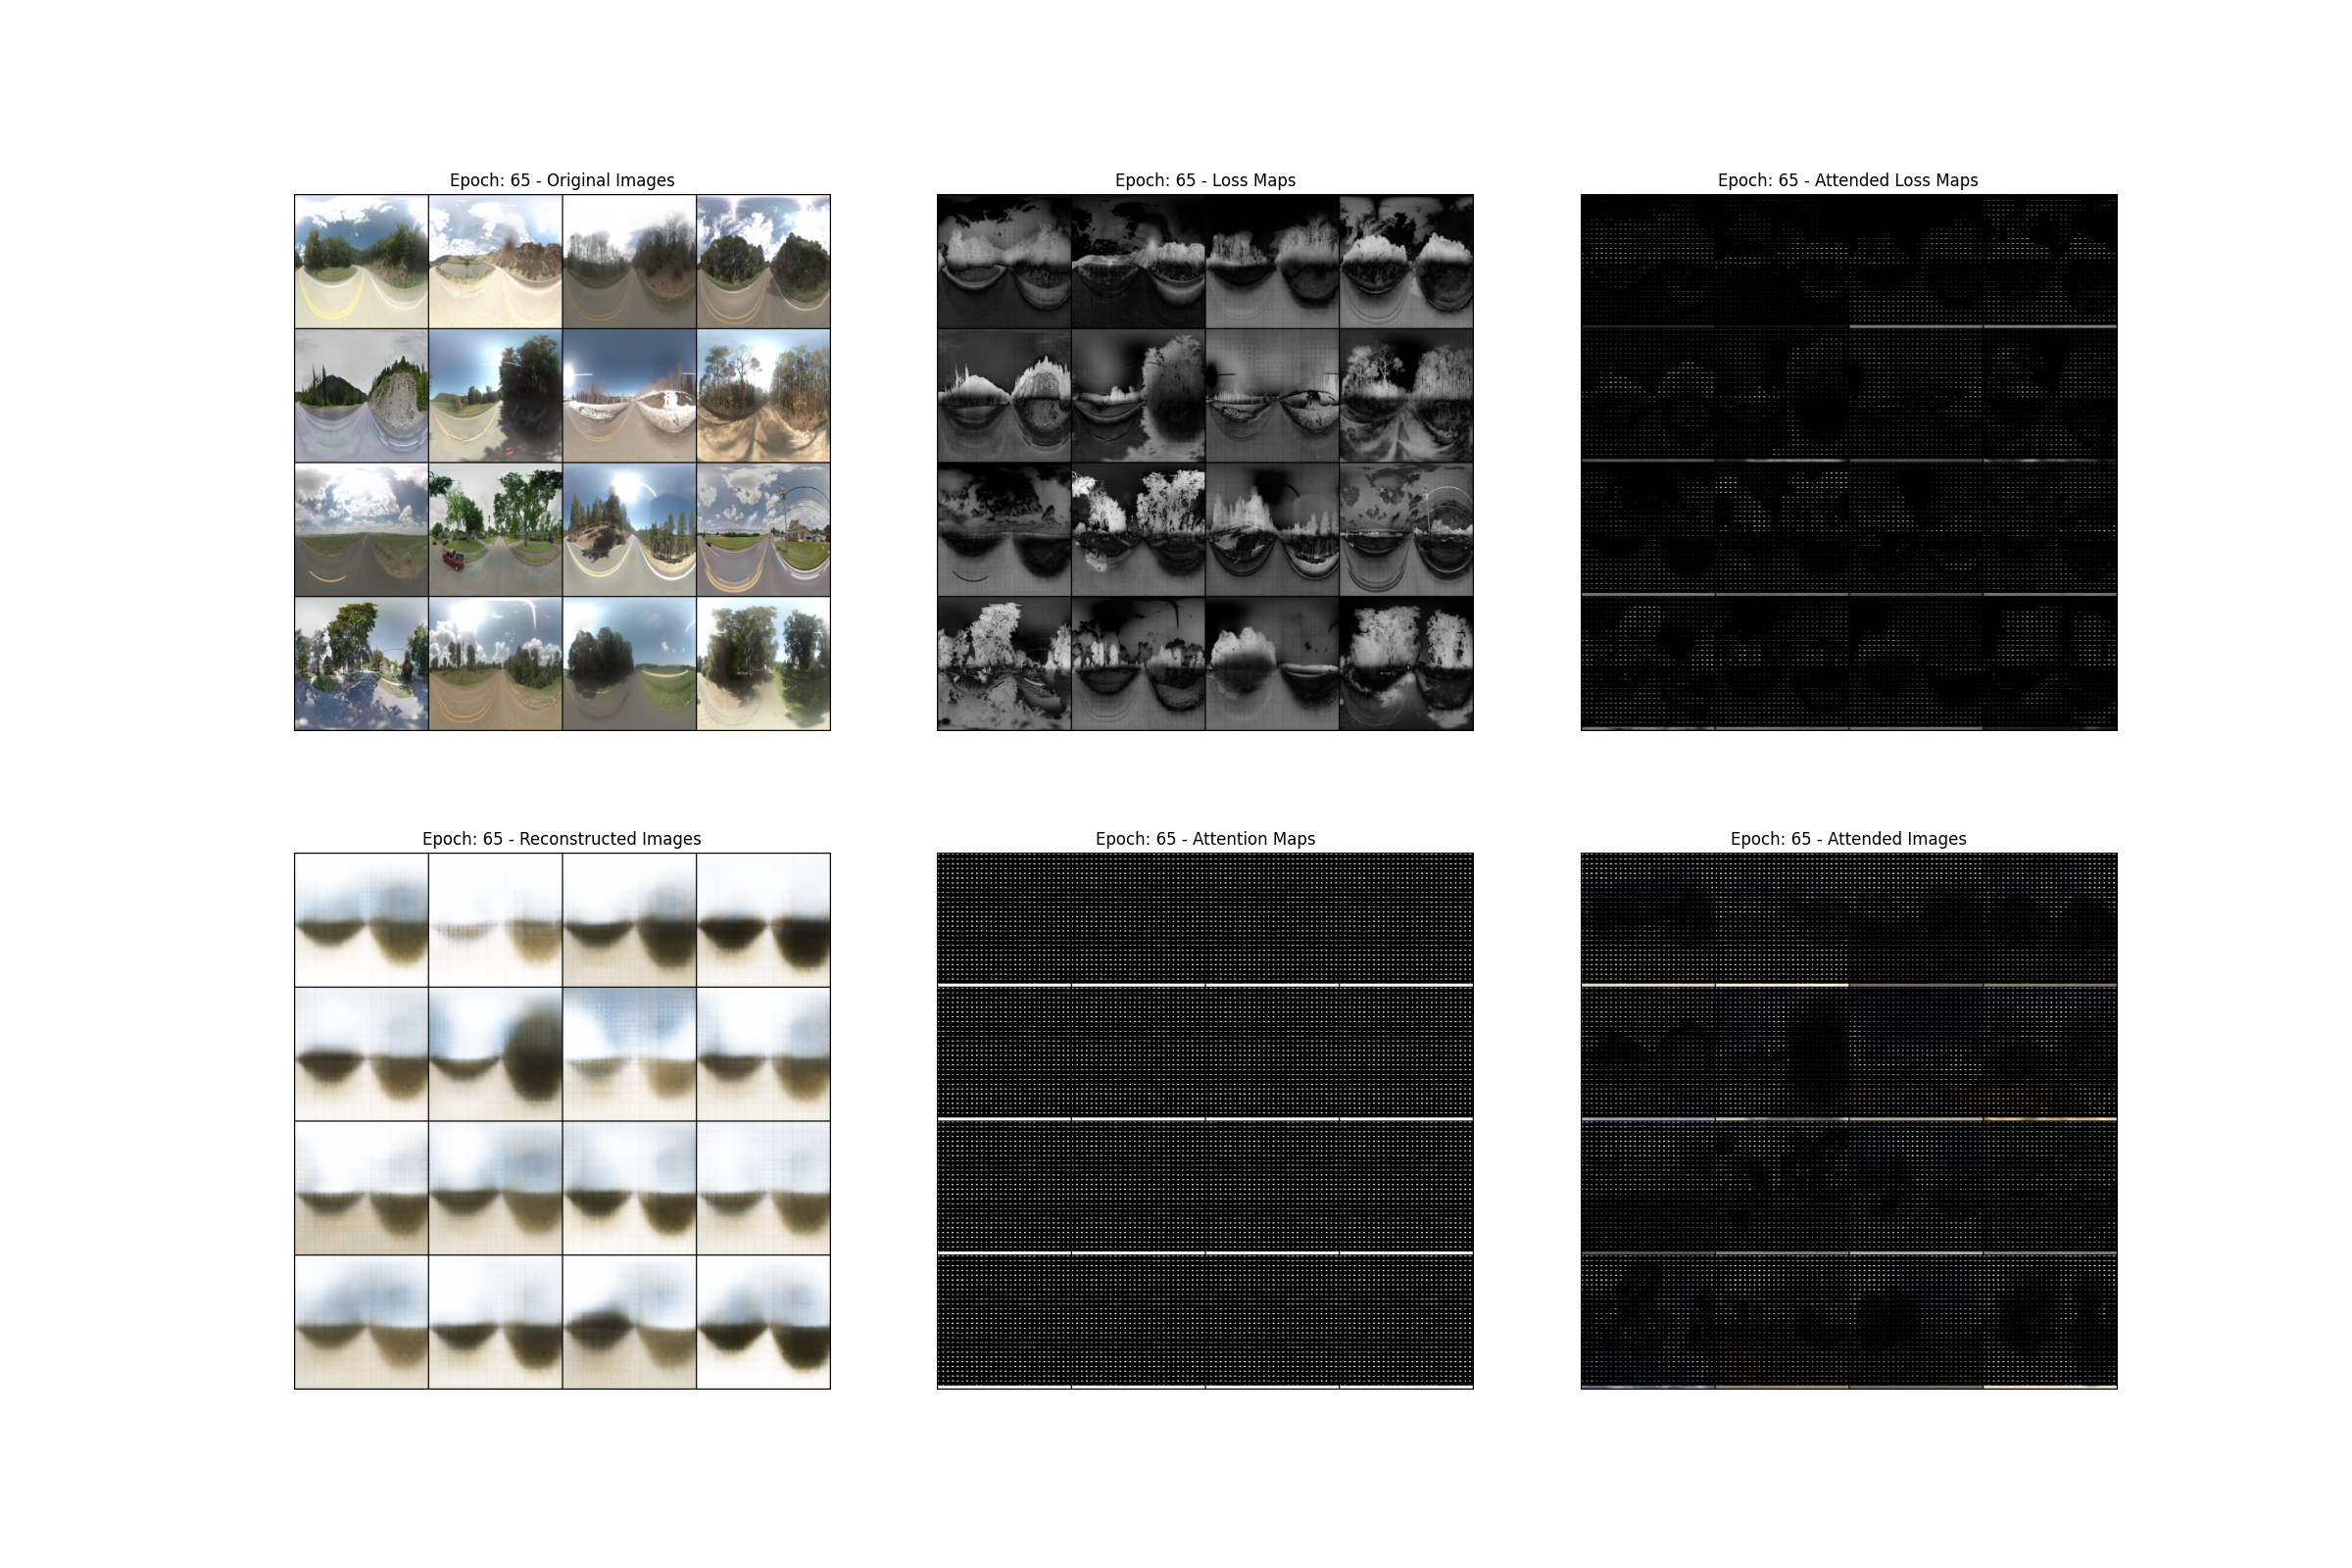 Epoch: 65 - Original Images
Epoch: 65 - Loss Maps
Epoch: 65 - Attended Loss Maps
Epoch: 65 - Reconstructed Images
Epoch: 65 - Attention Maps
Epoch: 65 - Attended Images